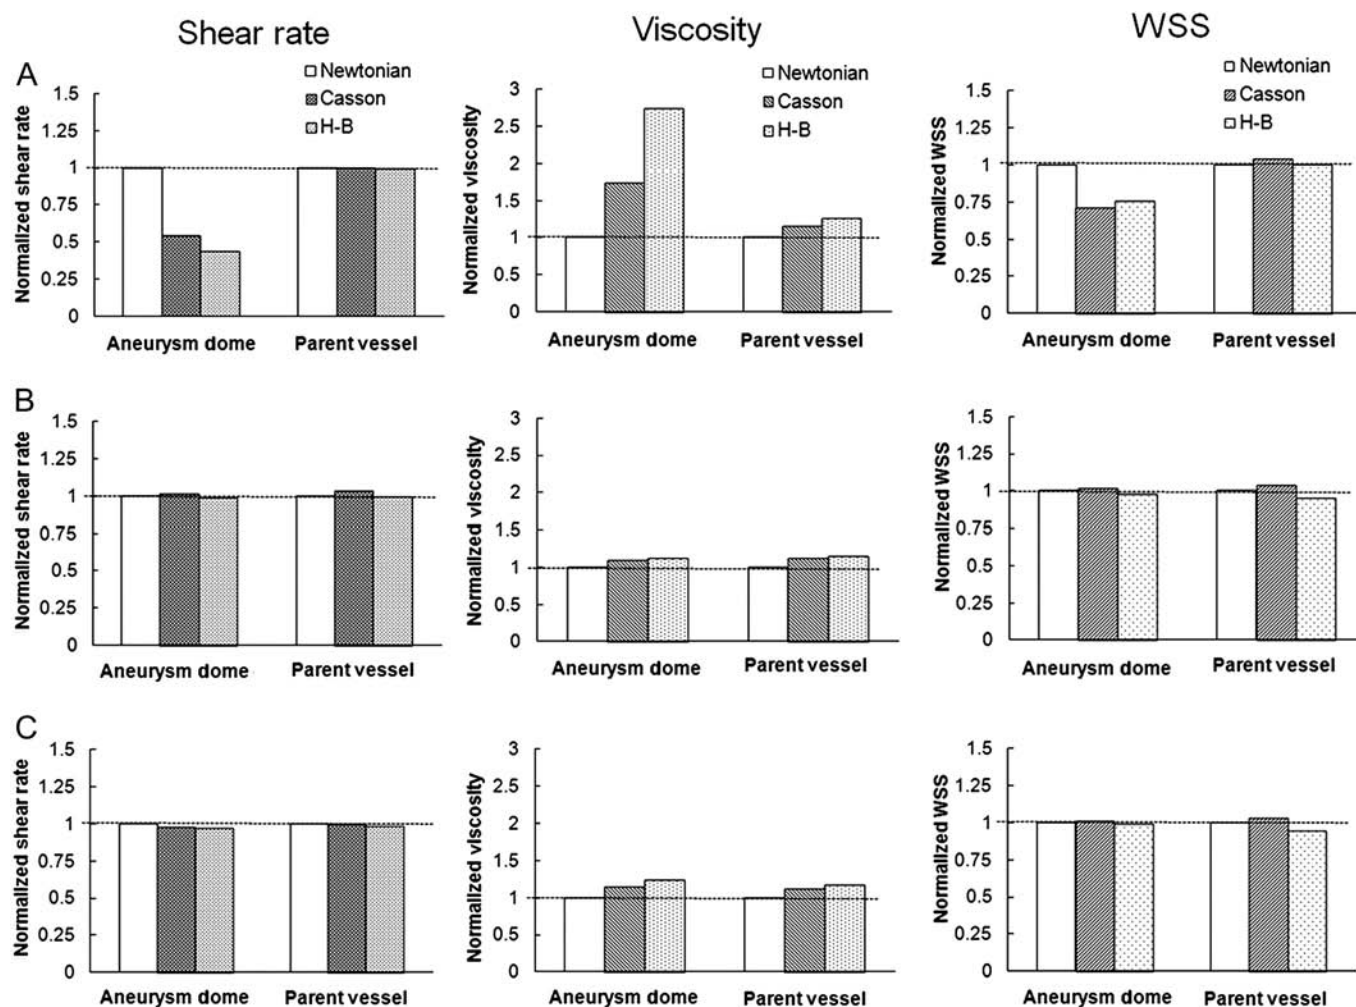 Shear rate
Viscosity
WSS
A
Normalized shear rate
1.5
1.25
1
0.75
0.5
0.25
0
Newtonian
Casson
H-B
Aneurysm dome
Parent vessel
Normalized viscosity
3
2.5
2
1.5
1
0.5
0
Newtonian
Casson
H-B
Aneurysm dome
Parent vessel
Normalized WSS
1.5
1.25
1
0.75
0.5
0.25
0
Newtonian
Casson
H-B
Aneurysm dome
Parent vessel
B
Normalized shear rate
1.5
1.25
1
0.75
0.5
0.25
0
Aneurysm dome
Parent vessel
Normalized viscosity
3
2.5
2
1.5
1
0.5
0
Aneurysm dome
Parent vessel
Normalized WSS
1.5
1.25
1
0.75
0.5
0.25
0
Aneurysm dome
Parent vessel
C
Normalized shear rate
1.5
1.25
1
0.75
0.5
0.25
0
Aneurysm dome
Parent vessel
Normalized viscosity
3
2.5
2
1.5
1
0.5
0
Aneurysm dome
Parent vessel
Normalized WSS
1.5
1.25
1
0.75
0.5
0.25
0
Aneurysm dome
Parent vessel